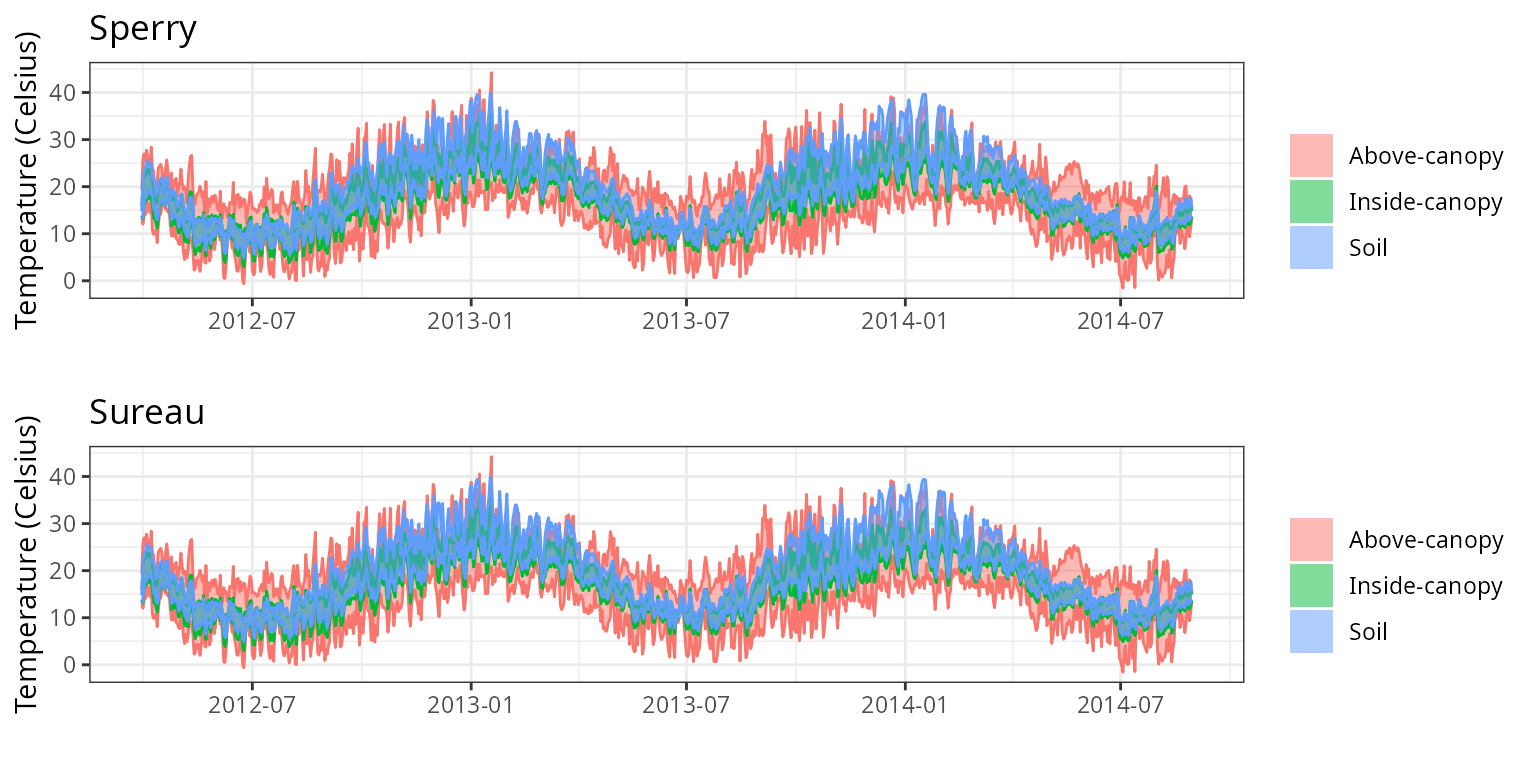 Sperry
Temperature (Celsius)
40
30
20
10
0
2012-07 2013-01 2013-07 2014-01 2014-07
Above-canopy
Inside-canopy
Soil
Sureau
Temperature (Celsius)
40
30
20
10
0
2012-07 2013-01 2013-07 2014-01 2014-07
Above-canopy
Inside-canopy
Soil